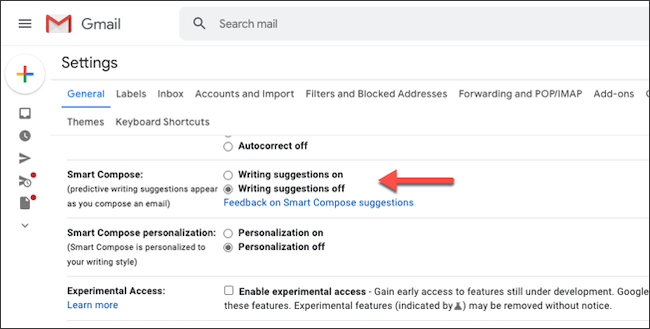 Gmail
Search mail
Settings
General Labels Inbox Accounts and Import Filters and Blocked Addresses Forwarding and POP/IMAP Add-ons
Themes Keyboard Shortcuts
Autocorrect off
Smart Compose:
(predictive writing suggestions appear
as you compose an email)
Writing suggestions on
Writing suggestions off
Feedback on Smart Compose suggestions
Smart Compose personalization:
(Smart Compose is personalized to
your writing style)
Personalization on
Personalization off
Experimental Access:
Learn more
Enable experimental access - Gain early access to features still under development. Google
these features. Experimental features (indicated by ) may be removed without notice.